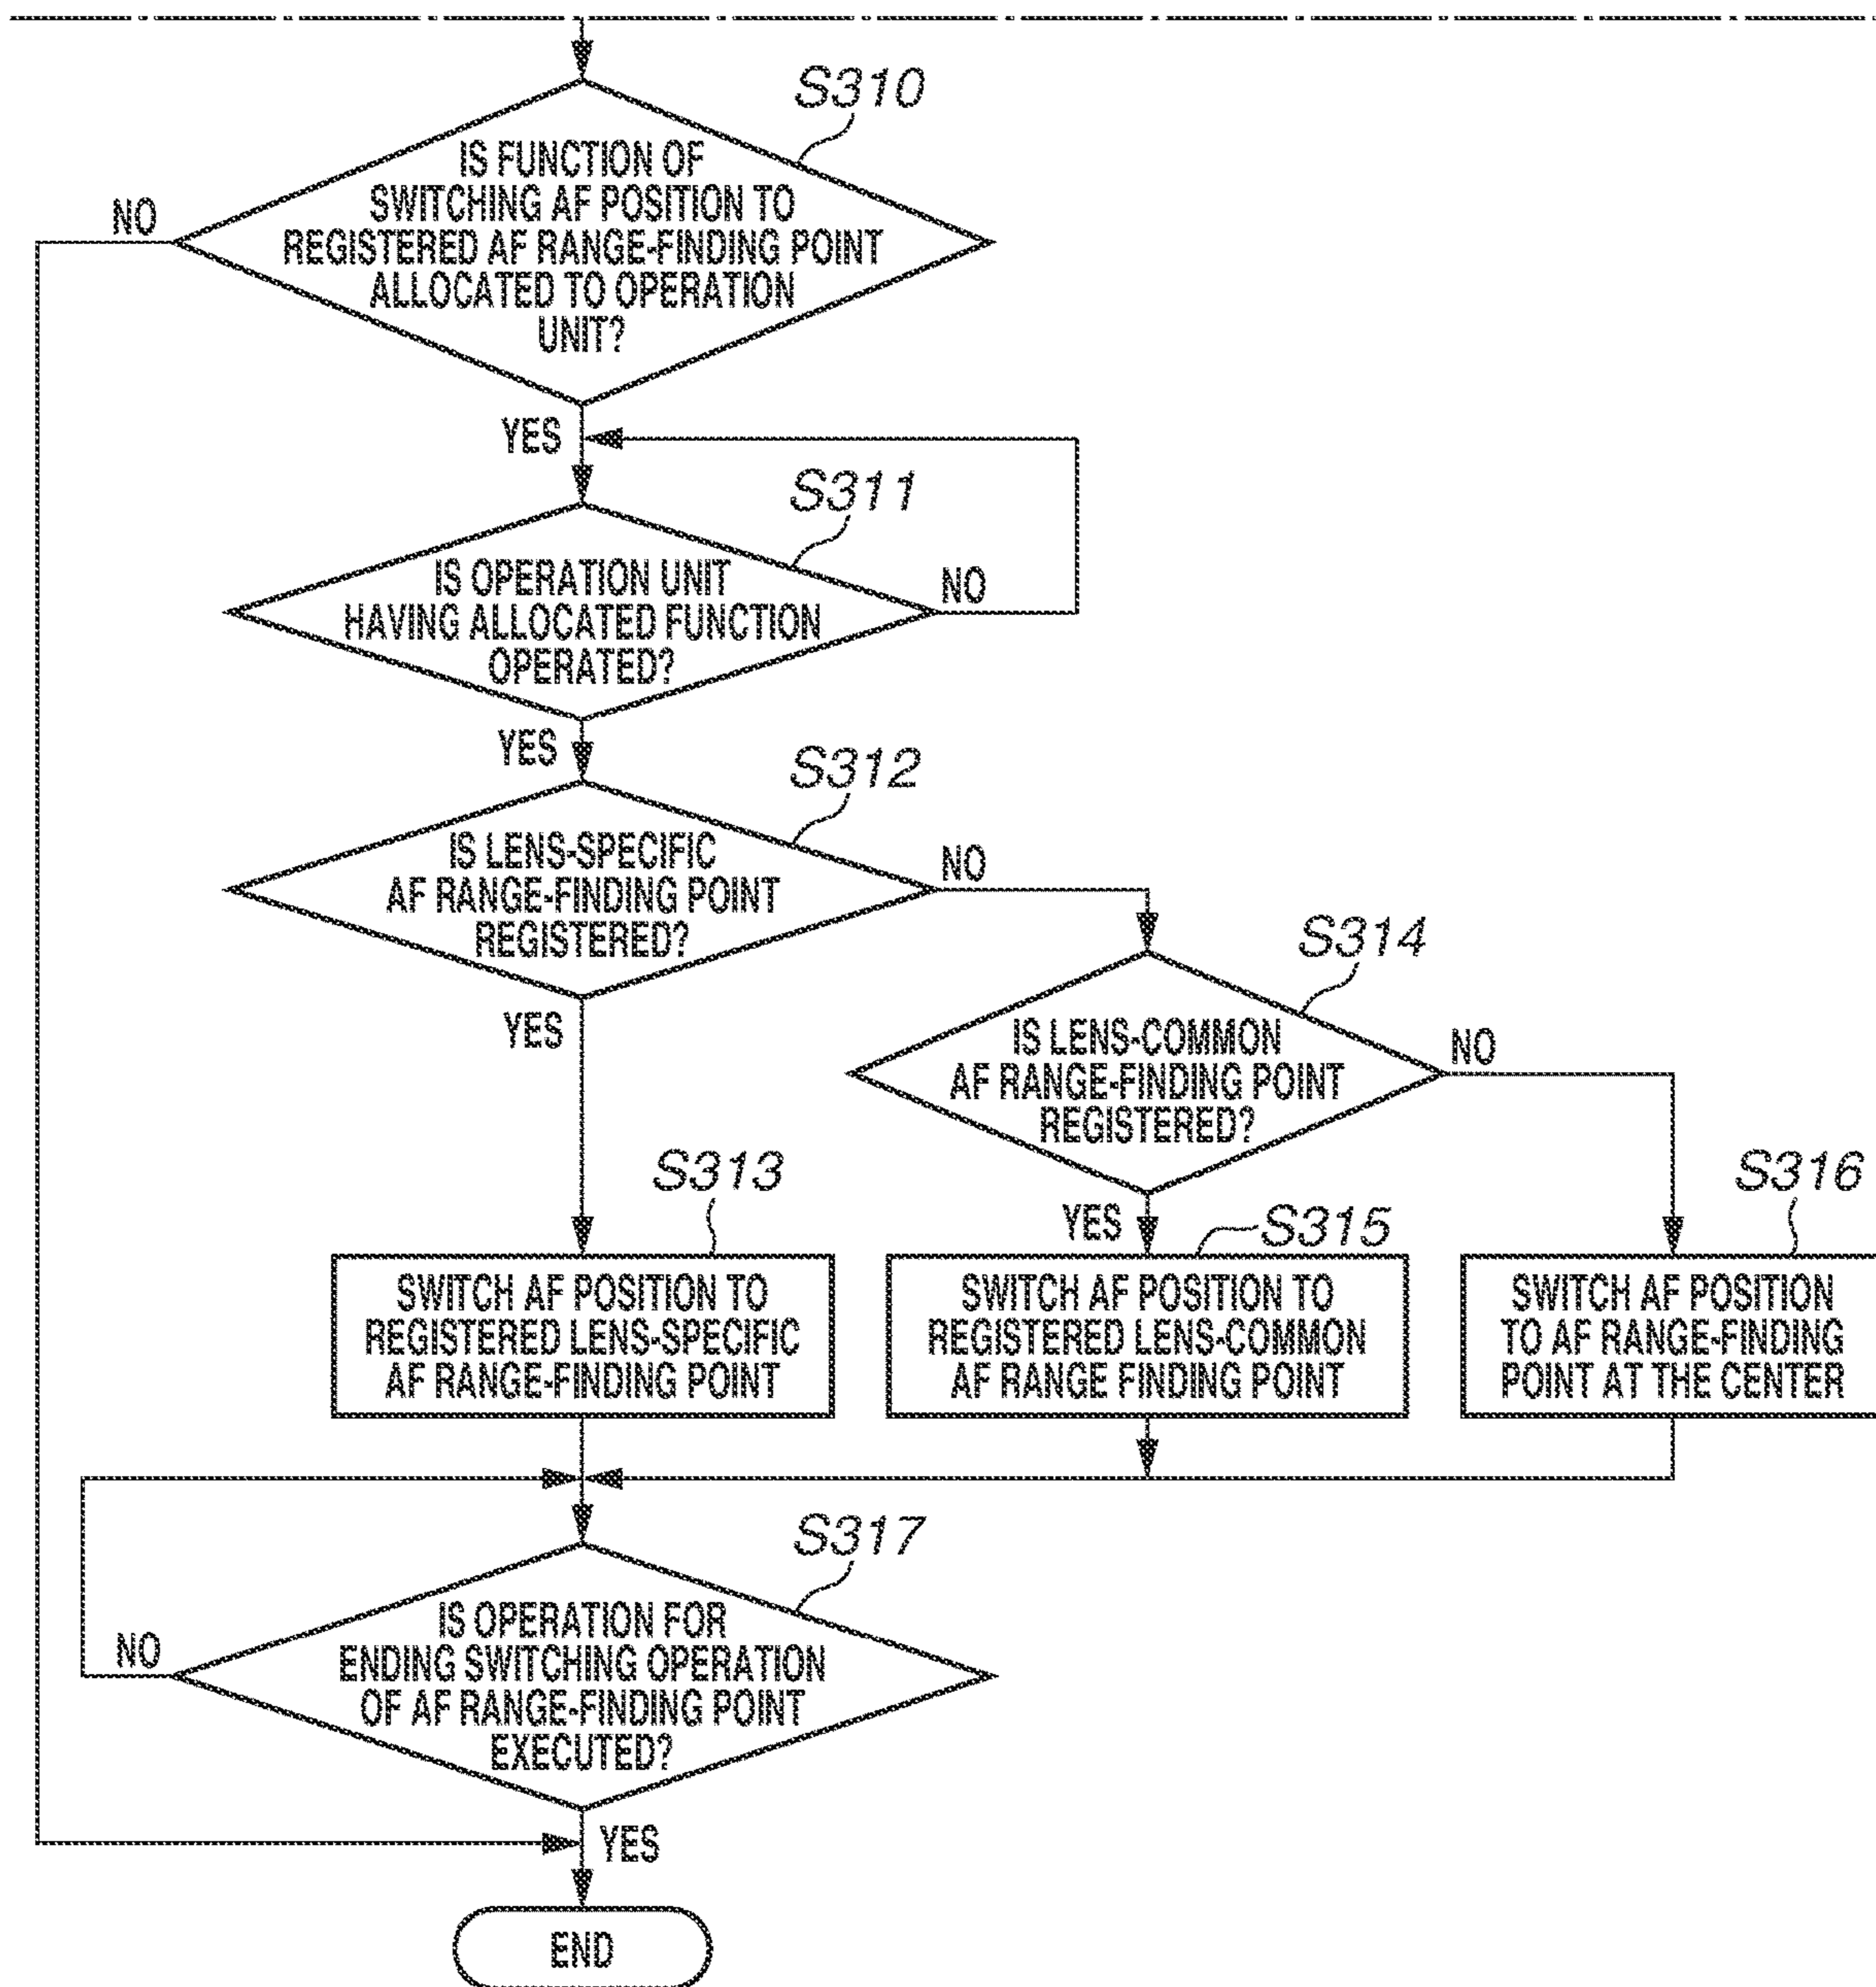 S310
IS FUNCTION OF
SWITCHING AF POSITION TO
REGISTERED AF RANGE-FINDING POINT
ALLOCATED TO OPERATION
UNIT?
NO
YES
S311
IS OPERATION UNIT
HAVING ALLOCATED FUNCTION
OPERATED?
NO
YES
S312
IS LENS-SPECIFIC
AF RANGE-FINDING POINT
REGISTERED?
NO
YES
S314
IS LENS-COMMON
AF RANGE-FINDING POINT
REGISTERED?
NO
YES
S313
SWITCH AF POSITION TO
REGISTERED LENS-SPECIFIC
AF RANGE-FINDING POINT
S315
SWITCH AF POSITION TO
REGISTERED LENS-COMMON
AF RANGE FINDING POINT
S316
SWITCH AF POSITION
TO AF RANGE-FINDING
POINT AT THE CENTER
S317
IS OPERATION FOR
ENDING SWITCHING OPERATION
OF AF RANGE-FINDING POINT
EXECUTED?
NO
YES
END